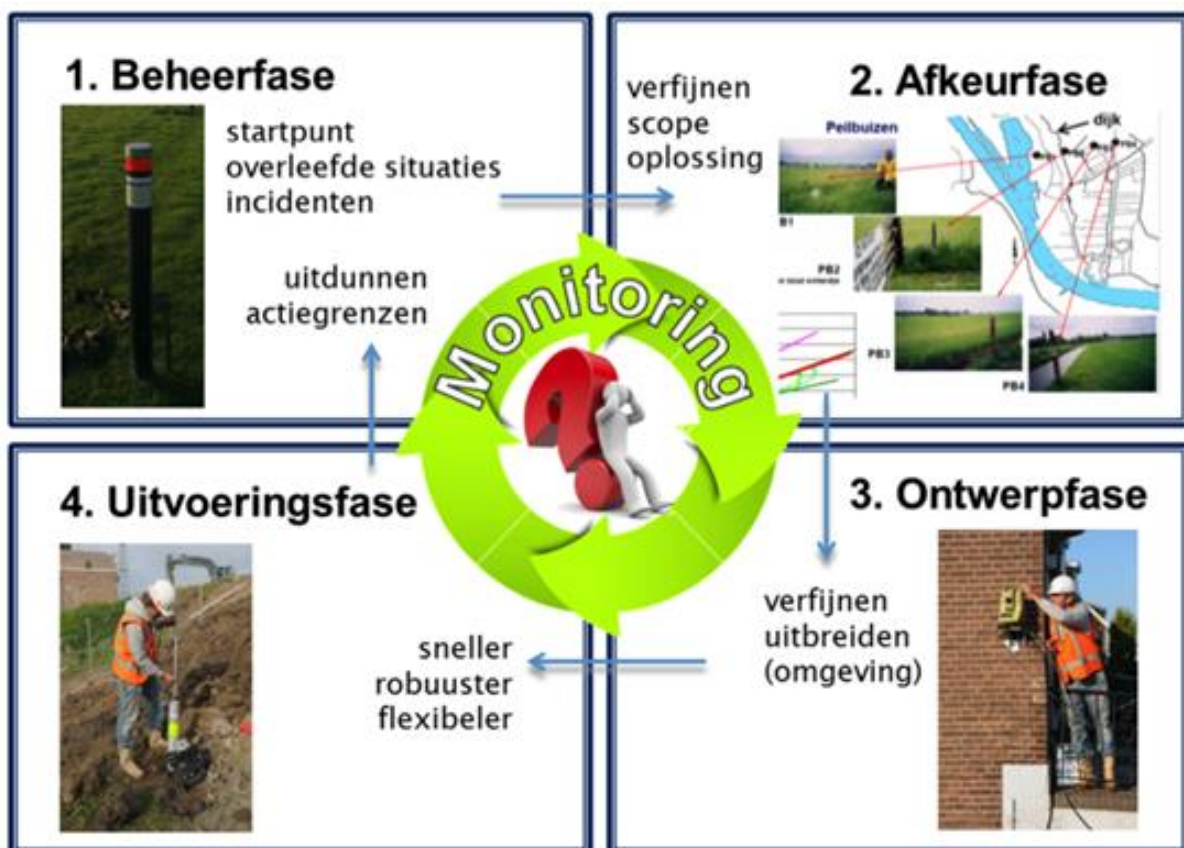 1. Beheerfase
startpunt
overleefde situaties
incidenten
uitdunnen
actiegrenzen
2. Afkeurfase
verfijnen
scope
oplossing
dijk
Peilbuizen
B1
PB2
PB3
PB4
Monitoring
3. Ontwerpfase
verfijnen
uitbreiden
(omgeving)
4. Uitvoeringsfase
sneller
robuuster
flexibeler